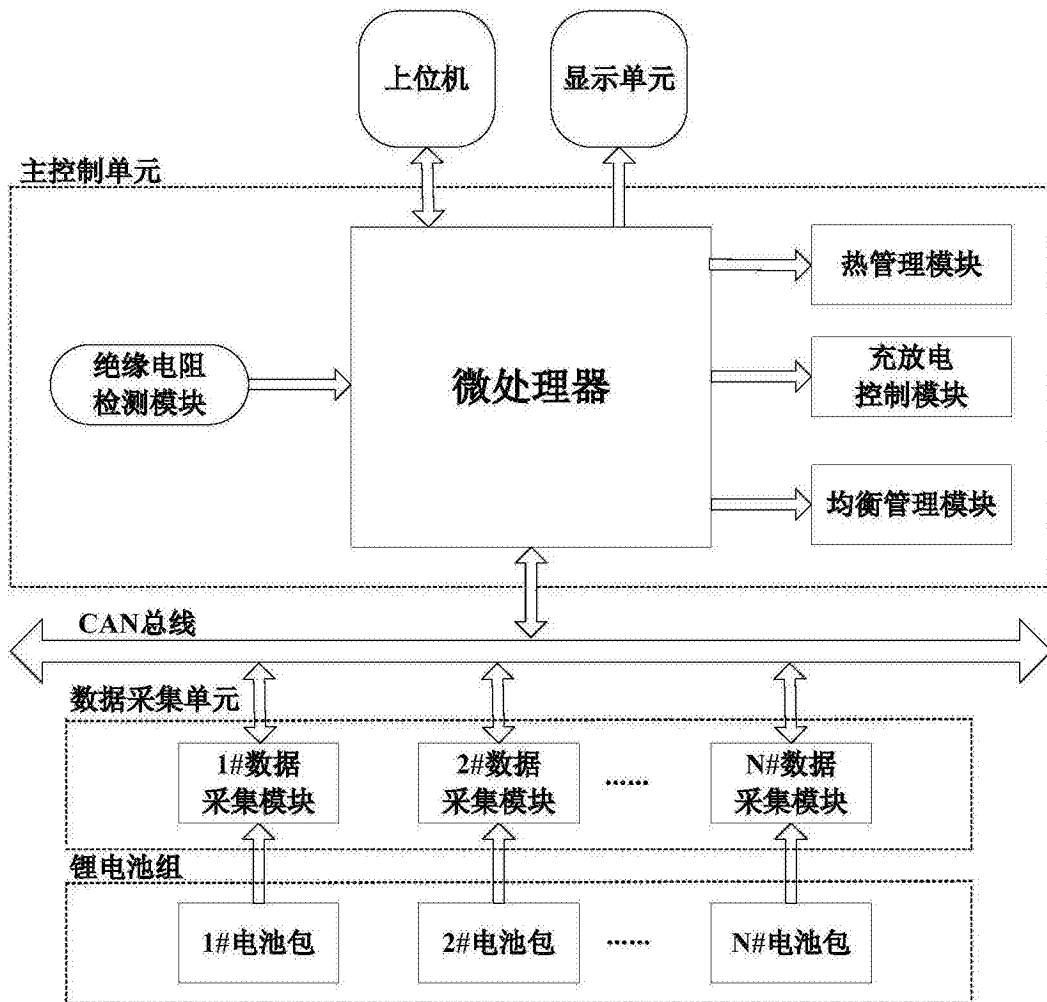 上位机
显示单元
主控制单元
热管理模块
绝缘电阻
检测模块
微处理器
充放电
控制模块
均衡管理模块
CAN总线
数据采集单元
1#数据
采集模块
2#数据
采集模块
......
N#数据
采集模块
锂电池组
1#电池包
2#电池包
......
N#电池包